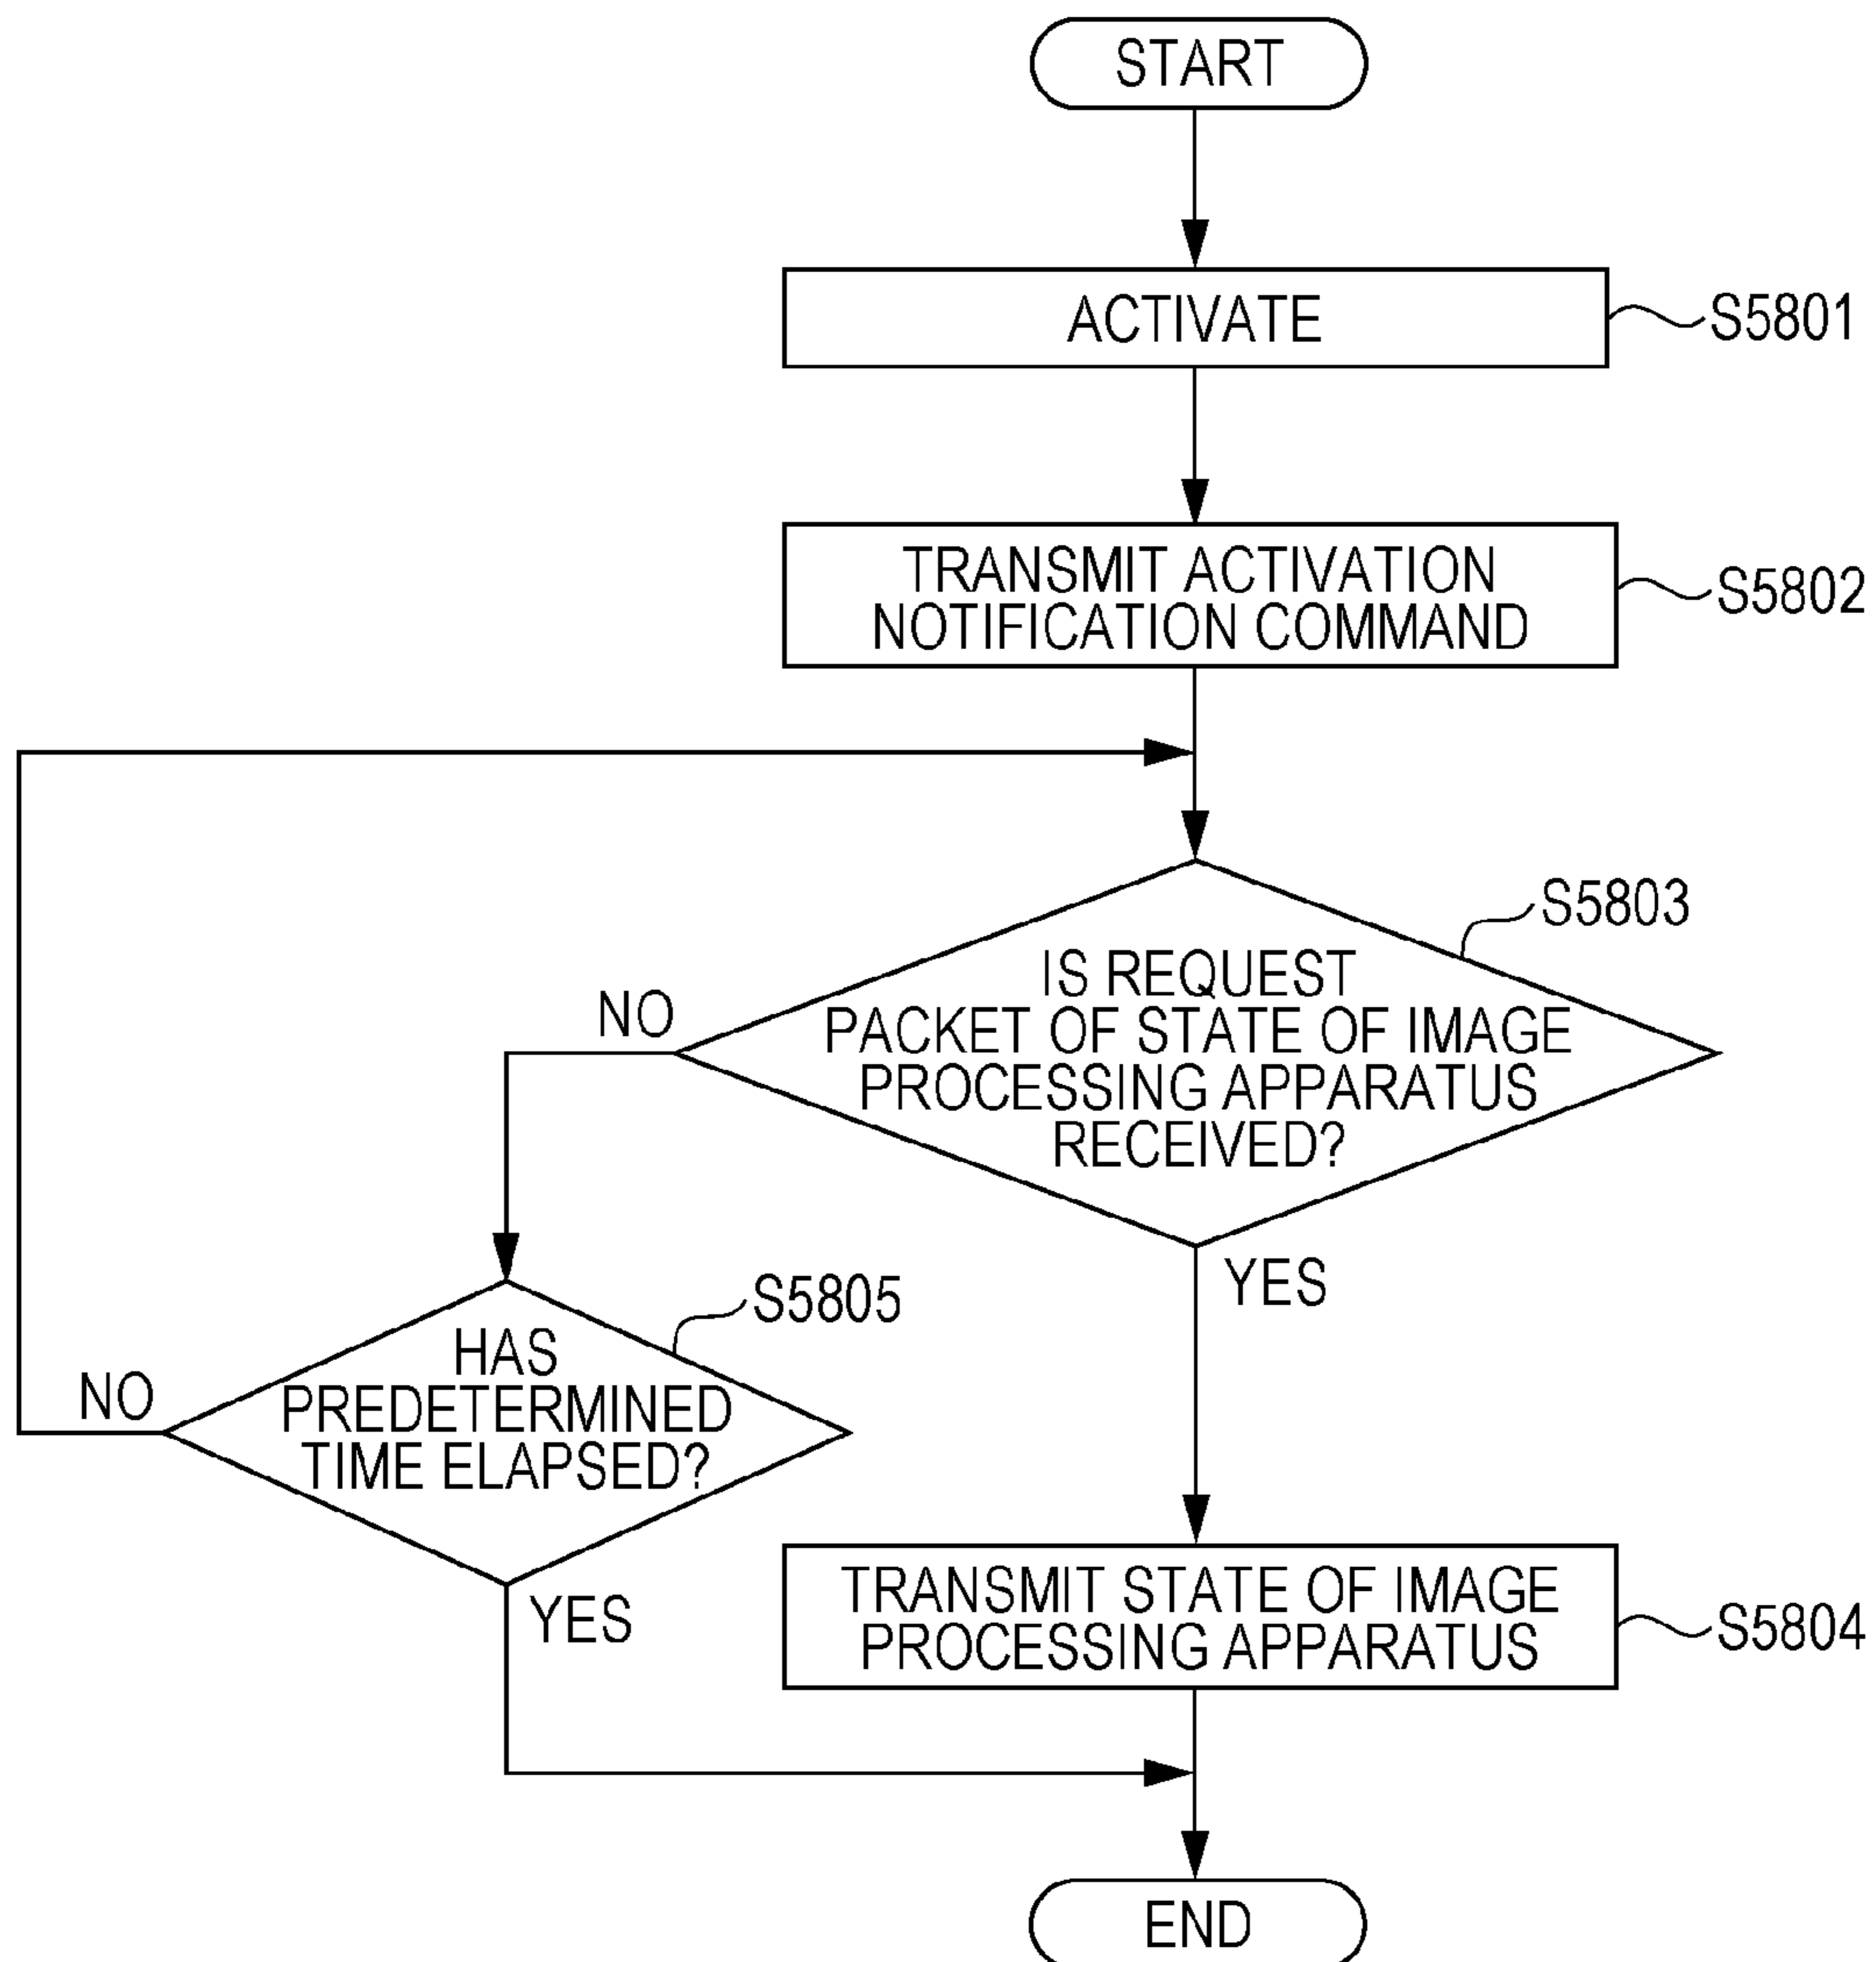 START
ACTIVATE
S5801
TRANSMIT ACTIVATION
NOTIFICATION COMMAND
S5802
S5803
IS REQUEST
PACKET OF STATE OF IMAGE
PROCESSING APPARATUS
RECEIVED?
NO
YES
S5805
HAS
PREDETERMINED
TIME ELAPSED?
NO
YES
TRANSMIT STATE OF IMAGE
PROCESSING APPARATUS
S5804
END